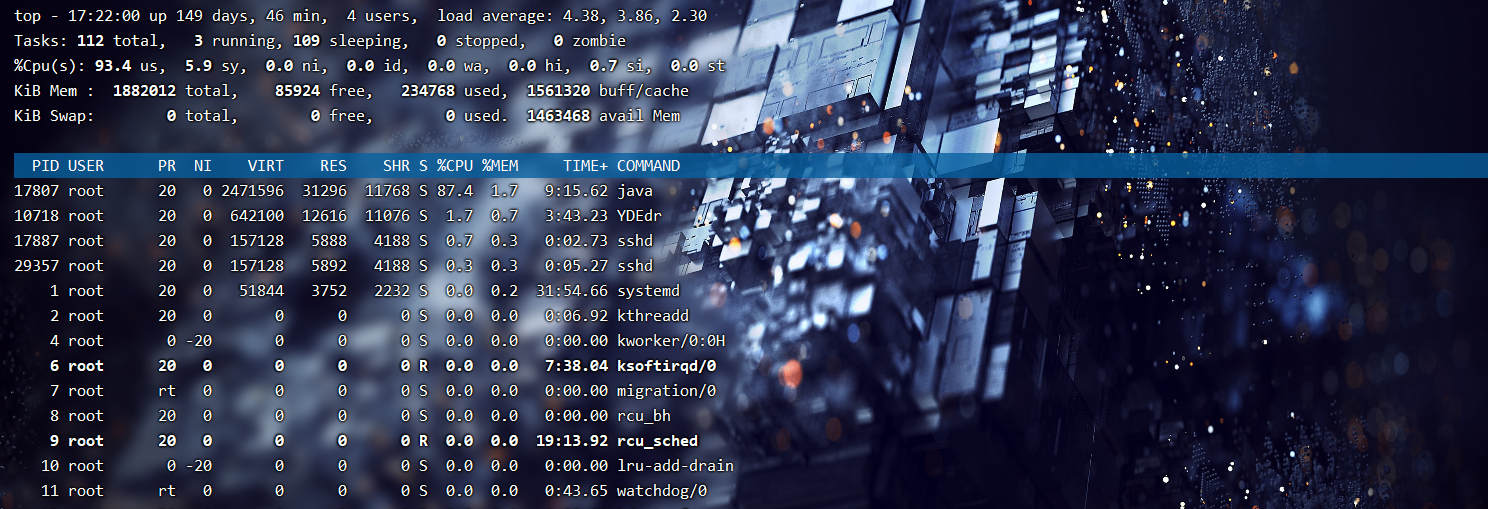 top - 17:22:00 up 149 days, 46 min,  4 users,  load average: 4.38, 3.86, 2.30
Tasks: 112 total,   3 running, 109 sleeping,   0 stopped,   0 zombie
%Cpu(s): 93.4 us,  5.9 sy,  0.0 ni,  0.0 id,  0.0 wa,  0.0 hi,  0.7 si,  0.0 st
KiB Mem :  1882012 total,    85924 free,   234768 used,  1561320 buff/cache
KiB Swap:        0 total,        0 free,        0 used.  1463468 avail Mem
  PID USER      PR  NI    VIRT    RES    SHR S %CPU %MEM     TIME+ COMMAND
17807 root      20   0 2471596  31296  11768 S 87.4  1.7   9:15.62 java
10718 root      20   0  642100  12616  11076 S  1.7  0.7   3:43.23 YDEdr
17887 root      20   0  157128   5888   4188 S  0.7  0.3   0:02.73 sshd
29357 root      20   0  157128   5892   4188 S  0.3  0.3   0:05.27 sshd
    1 root      20   0   51844   3752   2232 S  0.0  0.2  31:54.66 systemd
    2 root      20   0       0      0      0 S  0.0  0.0   0:06.92 kthreadd
    4 root       0 -20       0      0      0 S  0.0  0.0   0:00.00 kworker/0:0H
    6 root      20   0       0      0      0 R  0.0  0.0   7:38.04 ksoftirqd/0
    7 root      rt   0       0      0      0 S  0.0  0.0   0:00.00 migration/0
    8 root      20   0       0      0      0 S  0.0  0.0   0:00.00 rcu_bh
    9 root      20   0       0      0      0 R  0.0  0.0  19:13.92 rcu_sched
   10 root       0 -20       0      0      0 S  0.0  0.0   0:00.00 lru-add-drain
   11 root      rt   0       0      0      0 S  0.0  0.0   0:43.65 watchdog/0